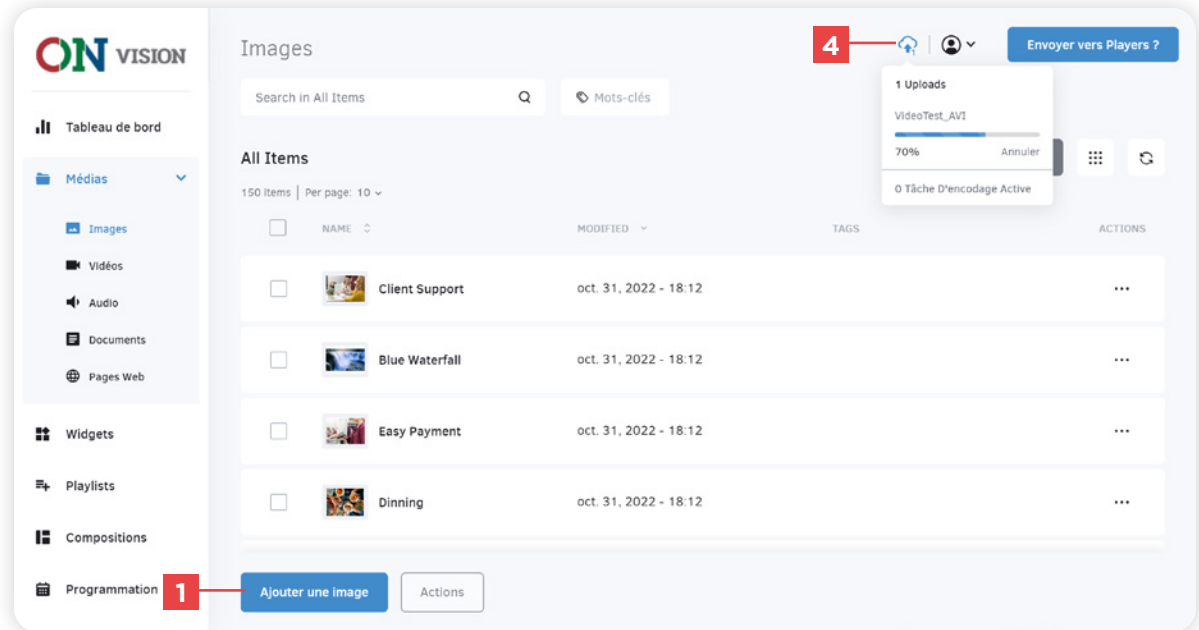 ON VISION
Tableau de bord
Médias
Images
Vidéos
Audio
Documents
Pages Web
Widgets
Playlists
Compositions
Programmation
Images
4
Envoyer vers Players ?
Search in All Items
Mots-clés
1 Uploads
VideoTest_AVI
70% Annuler
0 Tâche D'encodage Active
All Items
150 items | Per page: 10
NAME MODIFIED TAGS ACTIONS
Client Support oct. 31, 2022 - 18:12
Blue Waterfall oct. 31, 2022 - 18:12
Easy Payment oct. 31, 2022 - 18:12
Dinning oct. 31, 2022 - 18:12
1
Ajouter une image
Actions